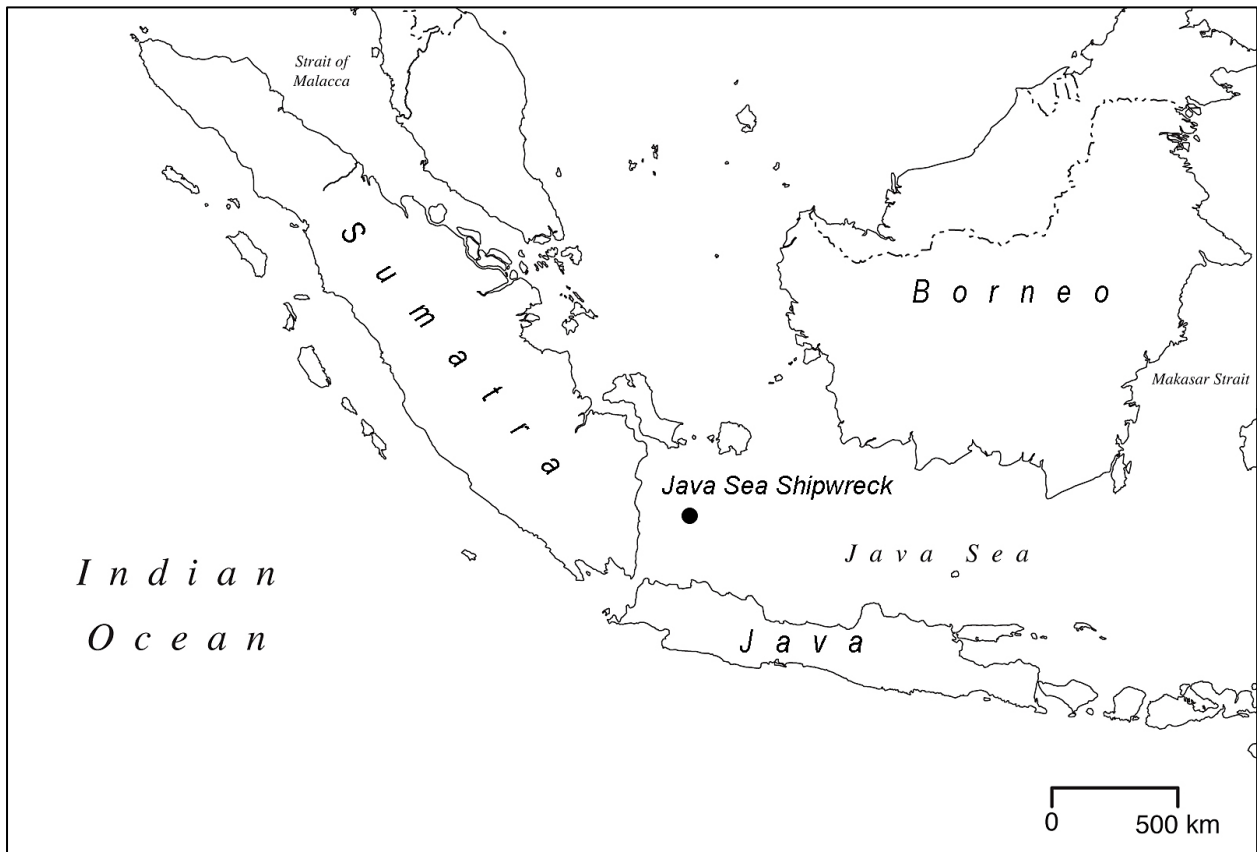 Strait of
Malacca
Sumatra
Borneo
Makasar Strait
Java Sea Shipwreck
Java Sea
Indian
Ocean
Java
0 500 km